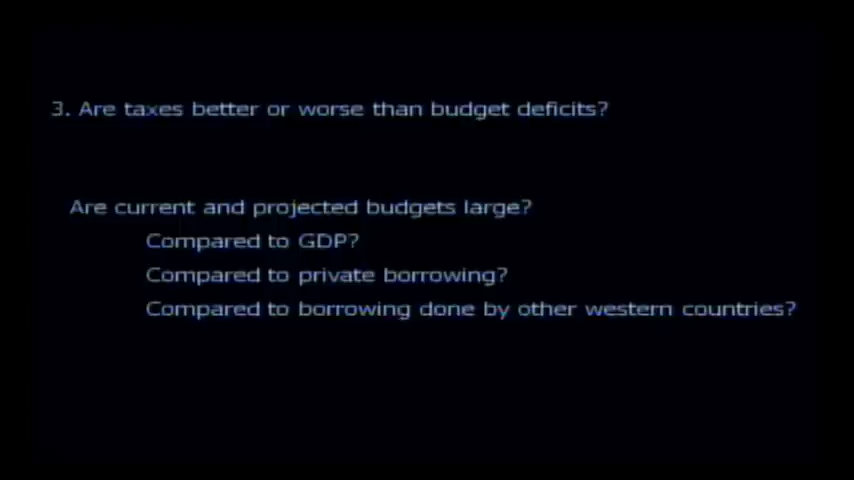 3. Are taxes better or worse than budget deficits?
Are current and projected budgets large?
Compared to GDP?
Compared to private borrowing?
Compared to borrowing done by other western countries?